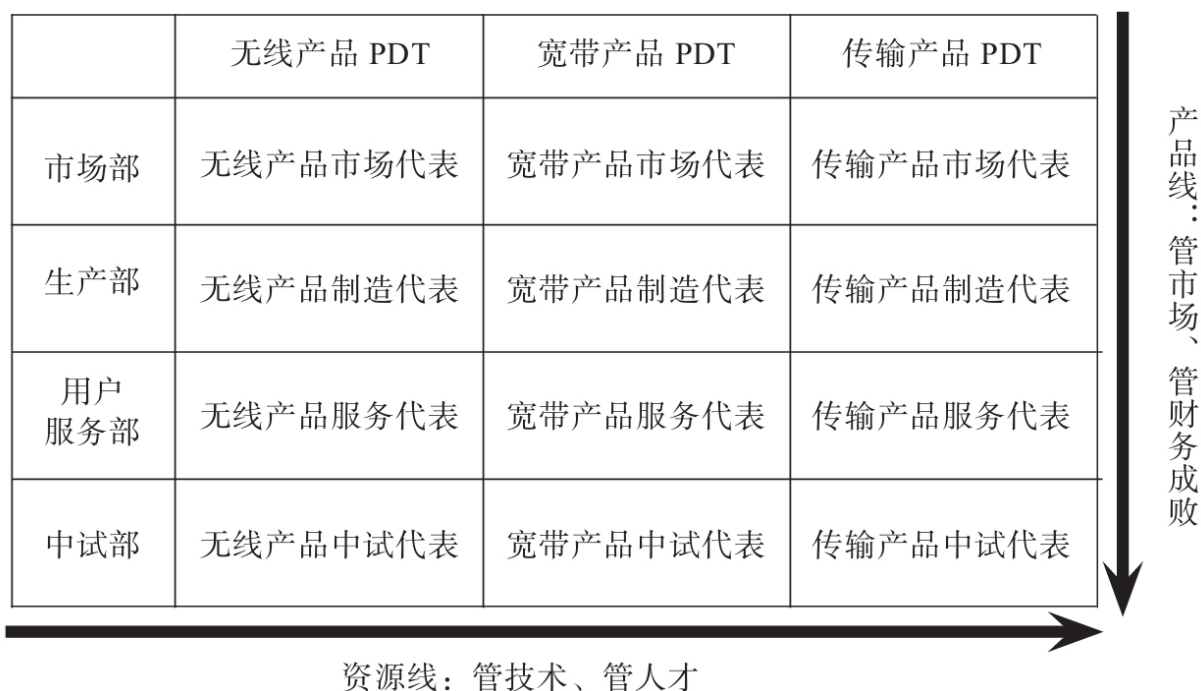 无线产品 PDT 宽带产品 PDT 传输产品 PDT
市场部 无线产品市场代表 宽带产品市场代表 传输产品市场代表
生产部 无线产品制造代表 宽带产品制造代表 传输产品制造代表
用户
服务部 无线产品服务代表 宽带产品服务代表 传输产品服务代表
中试部 无线产品中试代表 宽带产品中试代表 传输产品中试代表
产品线：管市场、管财务成败
资源线：管技术、管人才